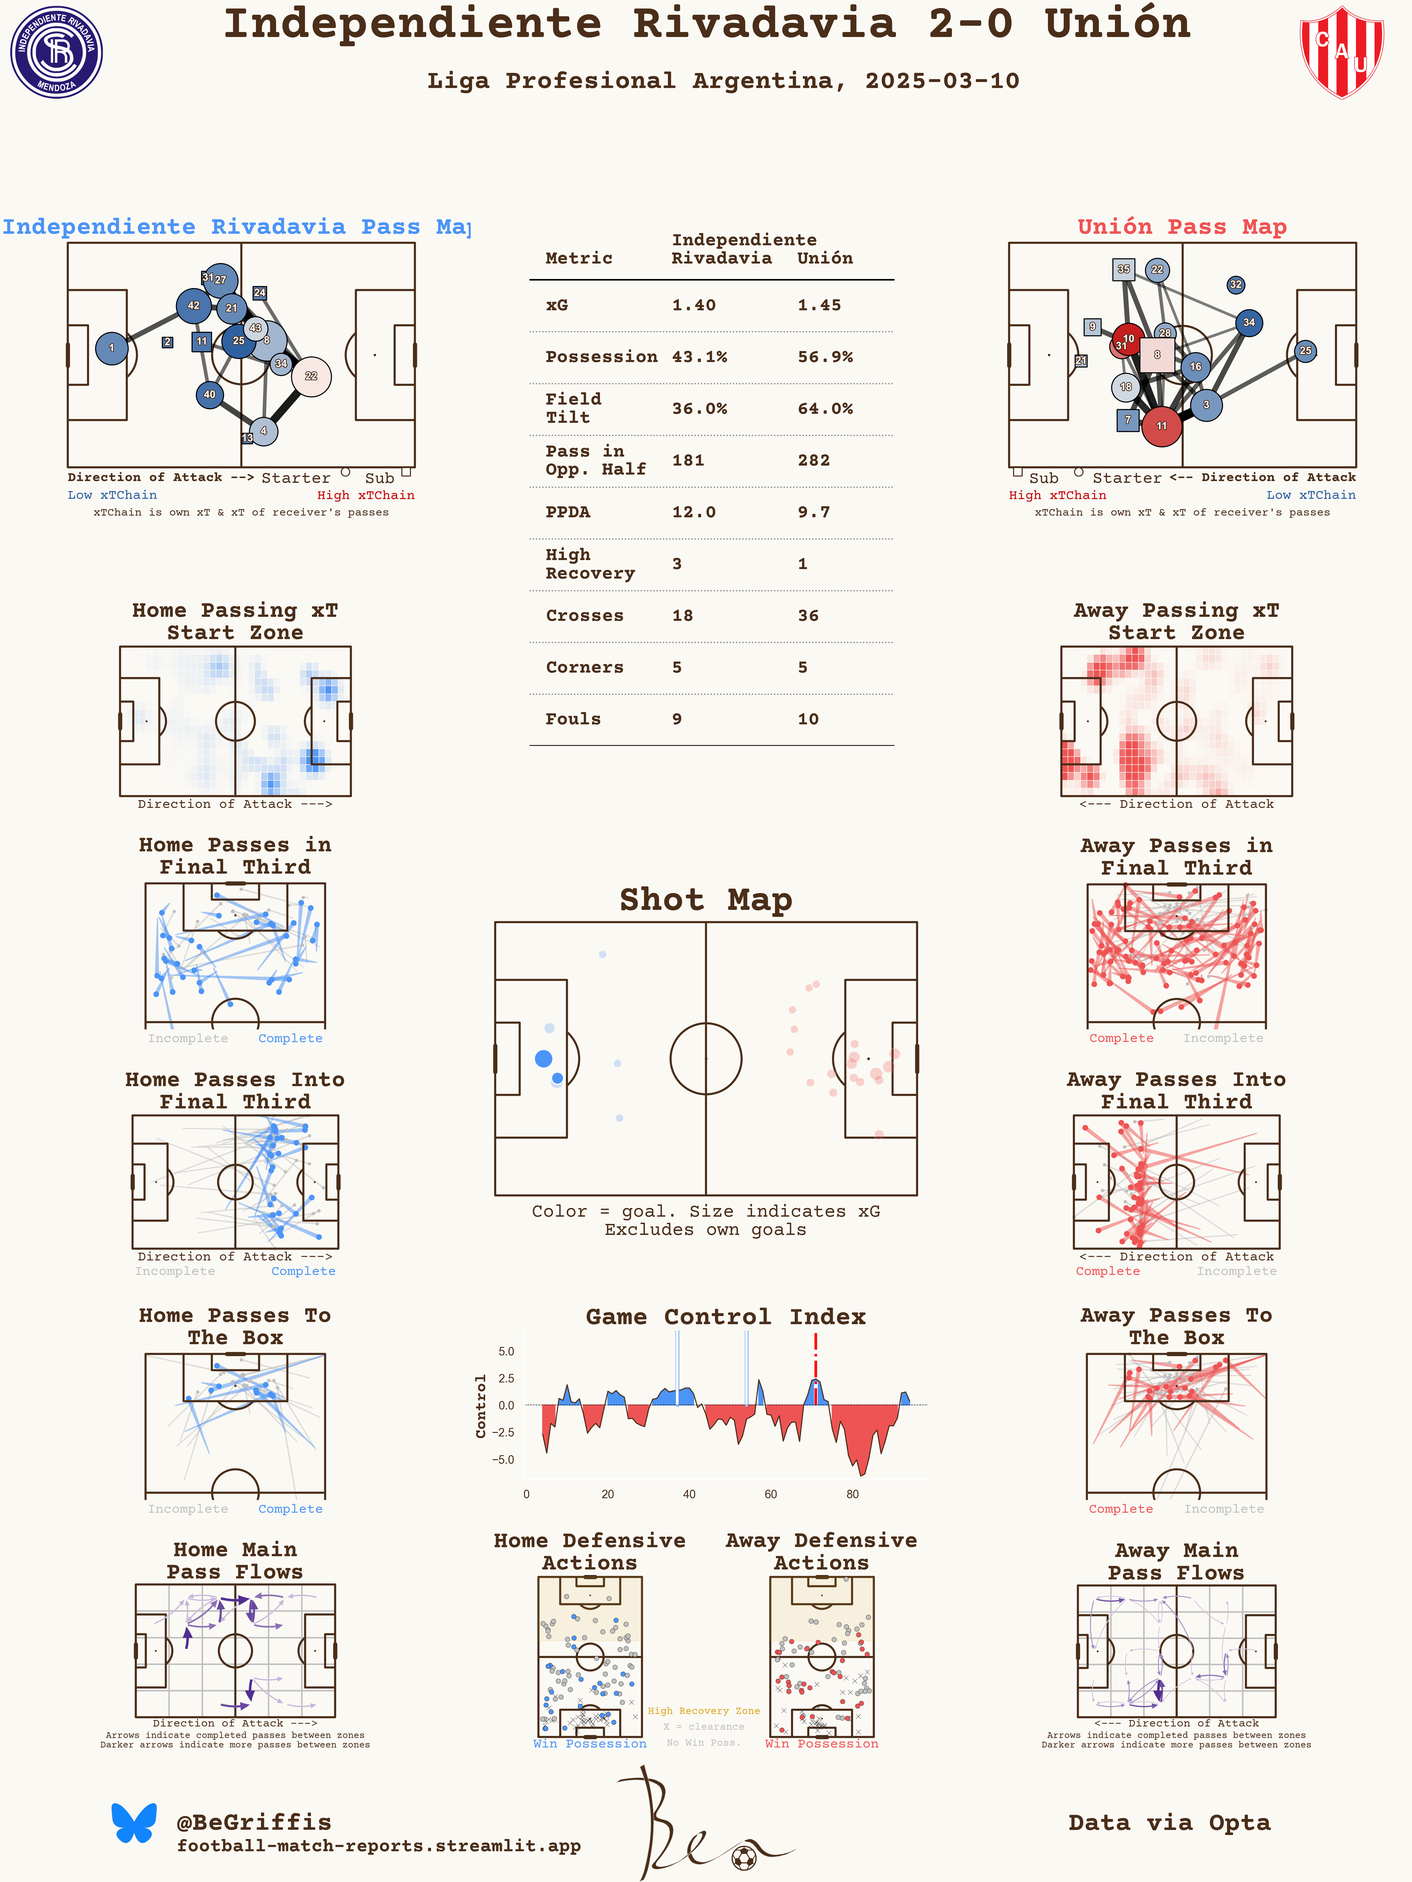 Independiente Rivadavia 2-0 Unión
Liga Profesional Argentina, 2025-03-10
INDEPENDIENTE RIVADAVIA
MENDOZA
C A U
Independiente Rivadavia Pass Map
1
42
31
27
21
24
2
11
25
43
8
34
22
40
4
13
Direction of Attack --> Starter Sub
Low xTChain High xTChain
xTChain is own xT & xT of receiver's passes
Metric Independiente Rivadavia Unión
xG 1.40 1.45
Possession 43.1% 56.9%
Field Tilt 36.0% 64.0%
Pass in Opp. Half 181 282
PPDA 12.0 9.7
High Recovery 3 1
Crosses 18 36
Corners 5 5
Fouls 9 10
Unión Pass Map
35
22
32
9
10
31
28
34
21
8
25
18
16
7
11
3
Sub Starter <-- Direction of Attack
High xTChain Low xTChain
xTChain is own xT & xT of receiver's passes
Home Passing xT
Start Zone
Direction of Attack --->
Away Passing xT
Start Zone
<--- Direction of Attack
Home Passes in
Final Third
Incomplete Complete
Away Passes in
Final Third
Complete Incomplete
Shot Map
Color = goal. Size indicates xG
Excludes own goals
Home Passes Into
Final Third
Direction of Attack --->
Incomplete Complete
Away Passes Into
Final Third
<--- Direction of Attack
Complete Incomplete
Home Passes To
The Box
Incomplete Complete
Game Control Index
Control
5.0
2.5
0.0
−2.5
−5.0
0 20 40 60 80
Away Passes To
The Box
Complete Incomplete
Home Main
Pass Flows
Direction of Attack --->
Arrows indicate completed passes between zones
Darker arrows indicate more passes between zones
Home Defensive
Actions
Win Possession
High Recovery Zone
X = clearance
No Win Poss.
Away Defensive
Actions
Win Possession
Away Main
Pass Flows
<--- Direction of Attack
Arrows indicate completed passes between zones
Darker arrows indicate more passes between zones
@BeGriffis
football-match-reports.streamlit.app
Ben
Data via Opta